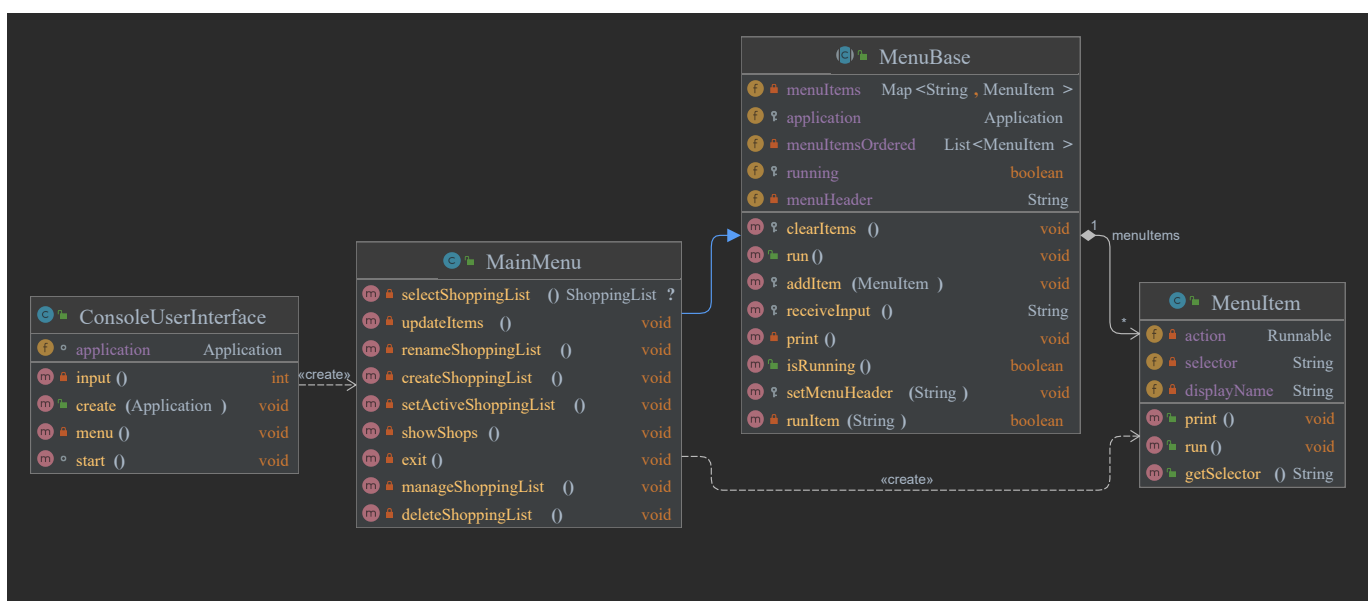 MenuBase
menuItems Map <String , MenuItem >
application Application
menuItemsOrdered List<MenuItem >
running boolean
menuHeader String
clearItems () void
run () void
addItem (MenuItem ) void
receiveInput () String
print () void
isRunning () boolean
setMenuHeader (String ) void
runItem (String ) boolean
MainMenu
selectShoppingList () ShoppingList ?
updateItems () void
renameShoppingList () void
createShoppingList () void
setActiveShoppingList () void
showShops () void
exit () void
manageShoppingList () void
deleteShoppingList () void
ConsoleUserInterface
application Application
input () int
create (Application ) void
menu () void
start () void
«create»
1
menuItems
*
«create»
MenuItem
action Runnable
selector String
displayName String
print () void
run () void
getSelector () String